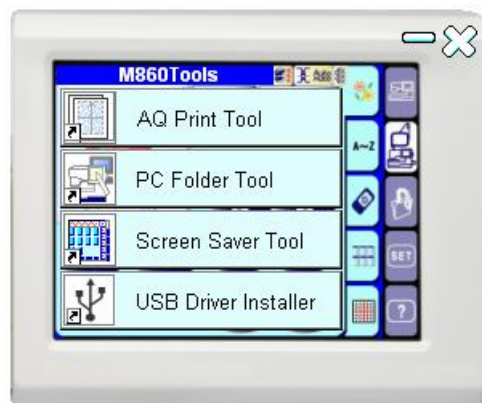 M860Tools
AQ Print Tool
A~Z
PC Folder Tool
Screen Saver Tool
SET
USB Driver Installer
?